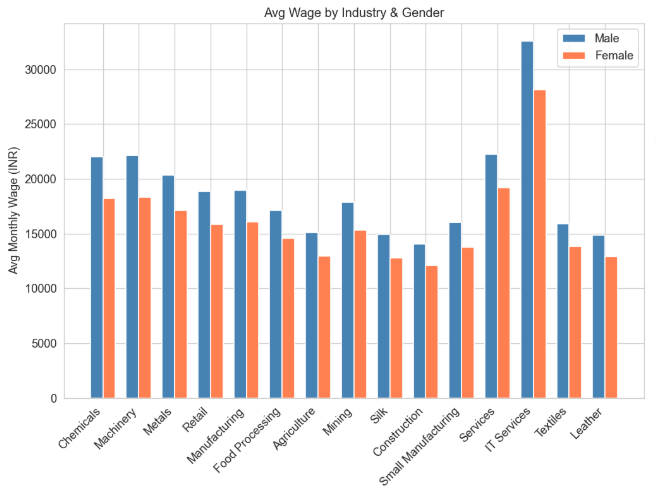 Avg Wage by Industry & Gender
Male
Female
Avg Monthly Wage (INR)
30000
25000
20000
15000
10000
5000
0
Chemicals
Machinery
Metals
Retail
Manufacturing
Food Processing
Agriculture
Mining
Silk
Construction
Small Manufacturing
Services
IT Services
Textiles
Leather